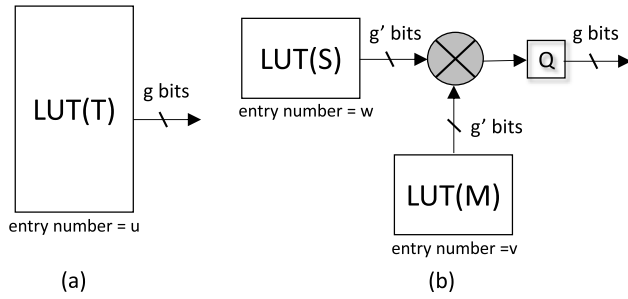 LUT(T)
g bits
entry number = u
(a)
LUT(S)
g’ bits
Q
g bits
entry number = w
g’ bits
LUT(M)
entry number =v
(b)